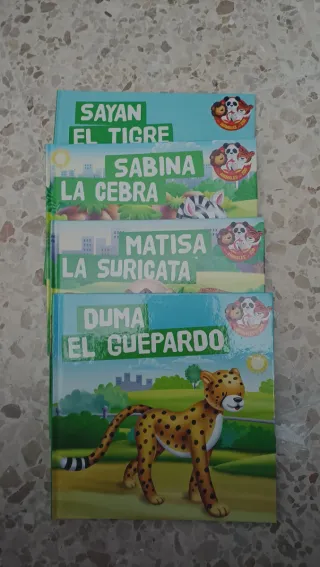 SAYAN
EL TIGRE
SABINA
LA CEBRA
MATISA
LA SURICATA
DUMA
EL GUEPARDO